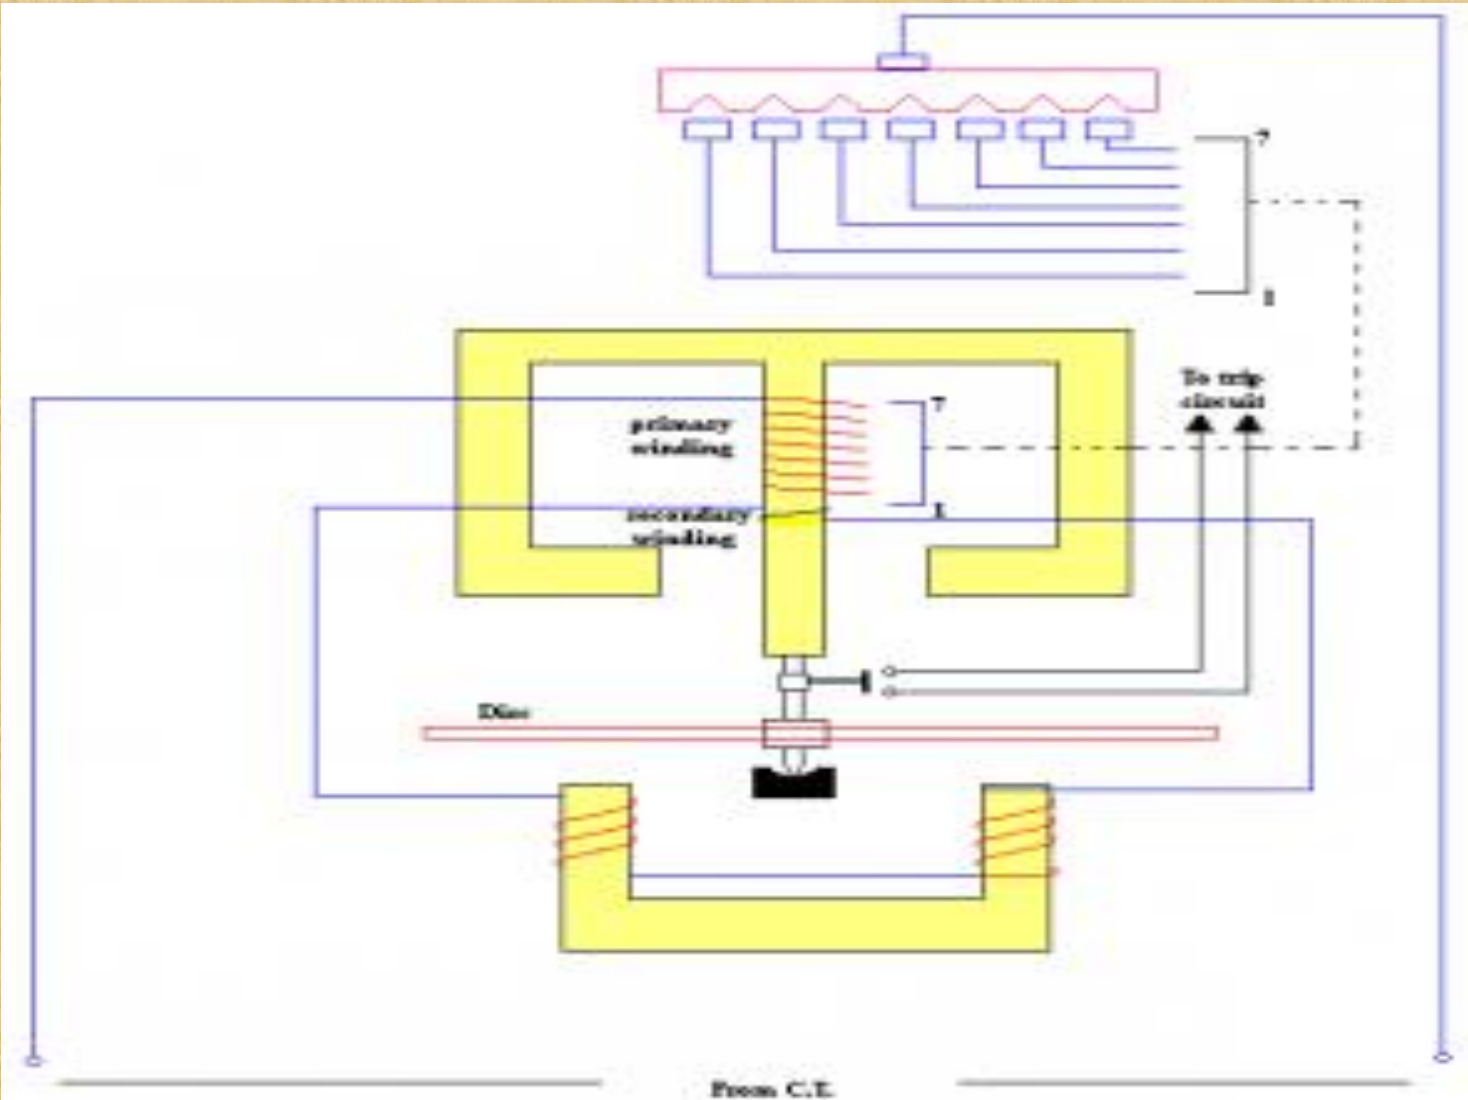 7
1
To trip
circuit
primary
winding
7
secondary
winding
1
Disc
From C.T.